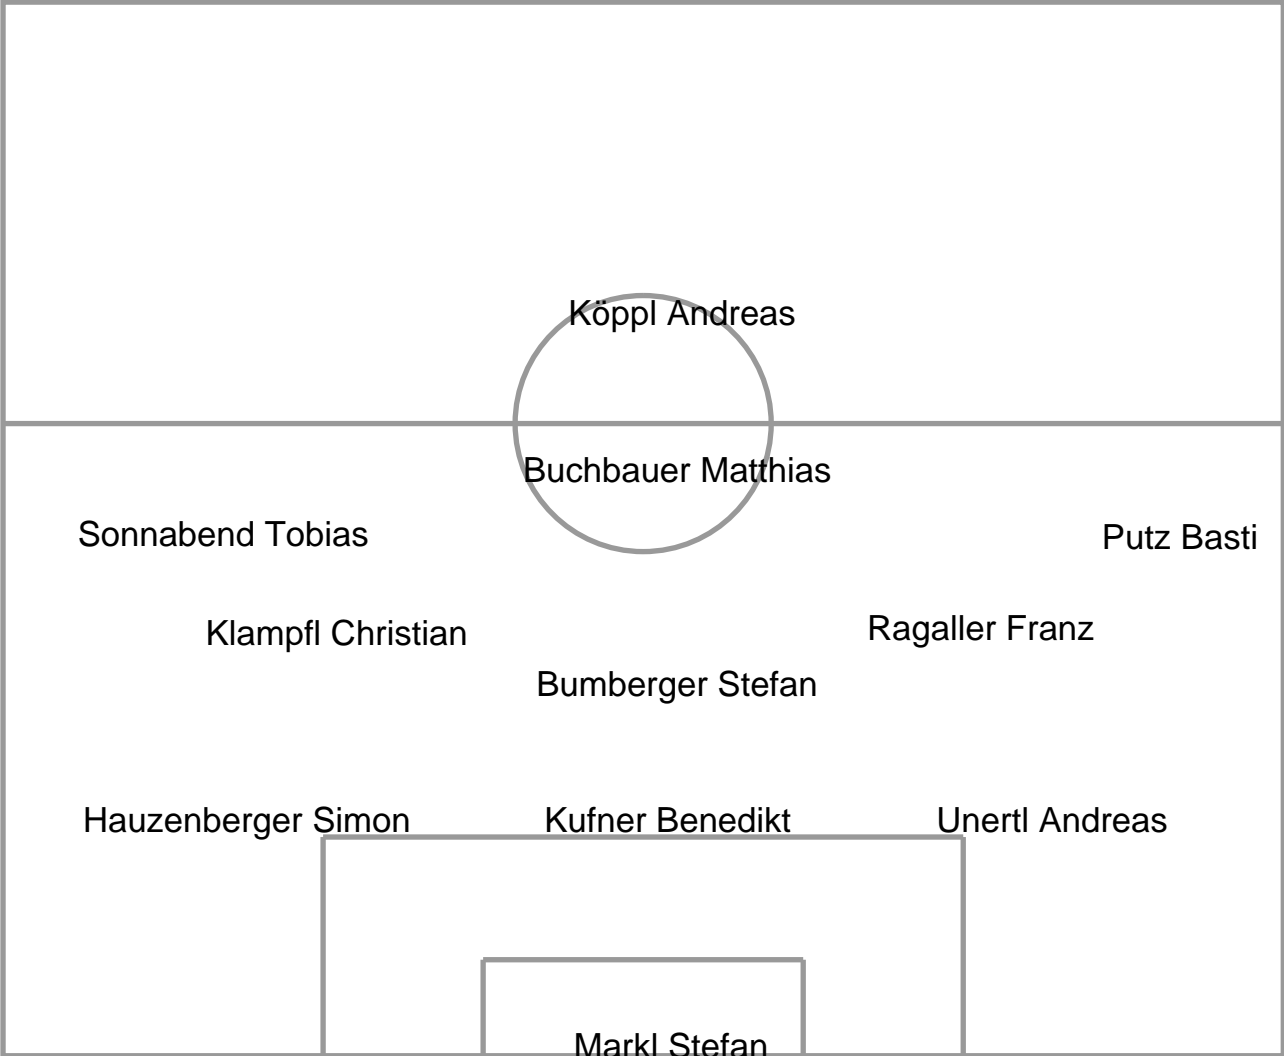 Köppl Andreas
Buchbauer Matthias
Sonnabend Tobias
Putz Basti
Klampfl Christian
Ragaller Franz
Bumberger Stefan
Hauzenberger Simon
Kufner Benedikt
Unertl Andreas
Markl Stefan